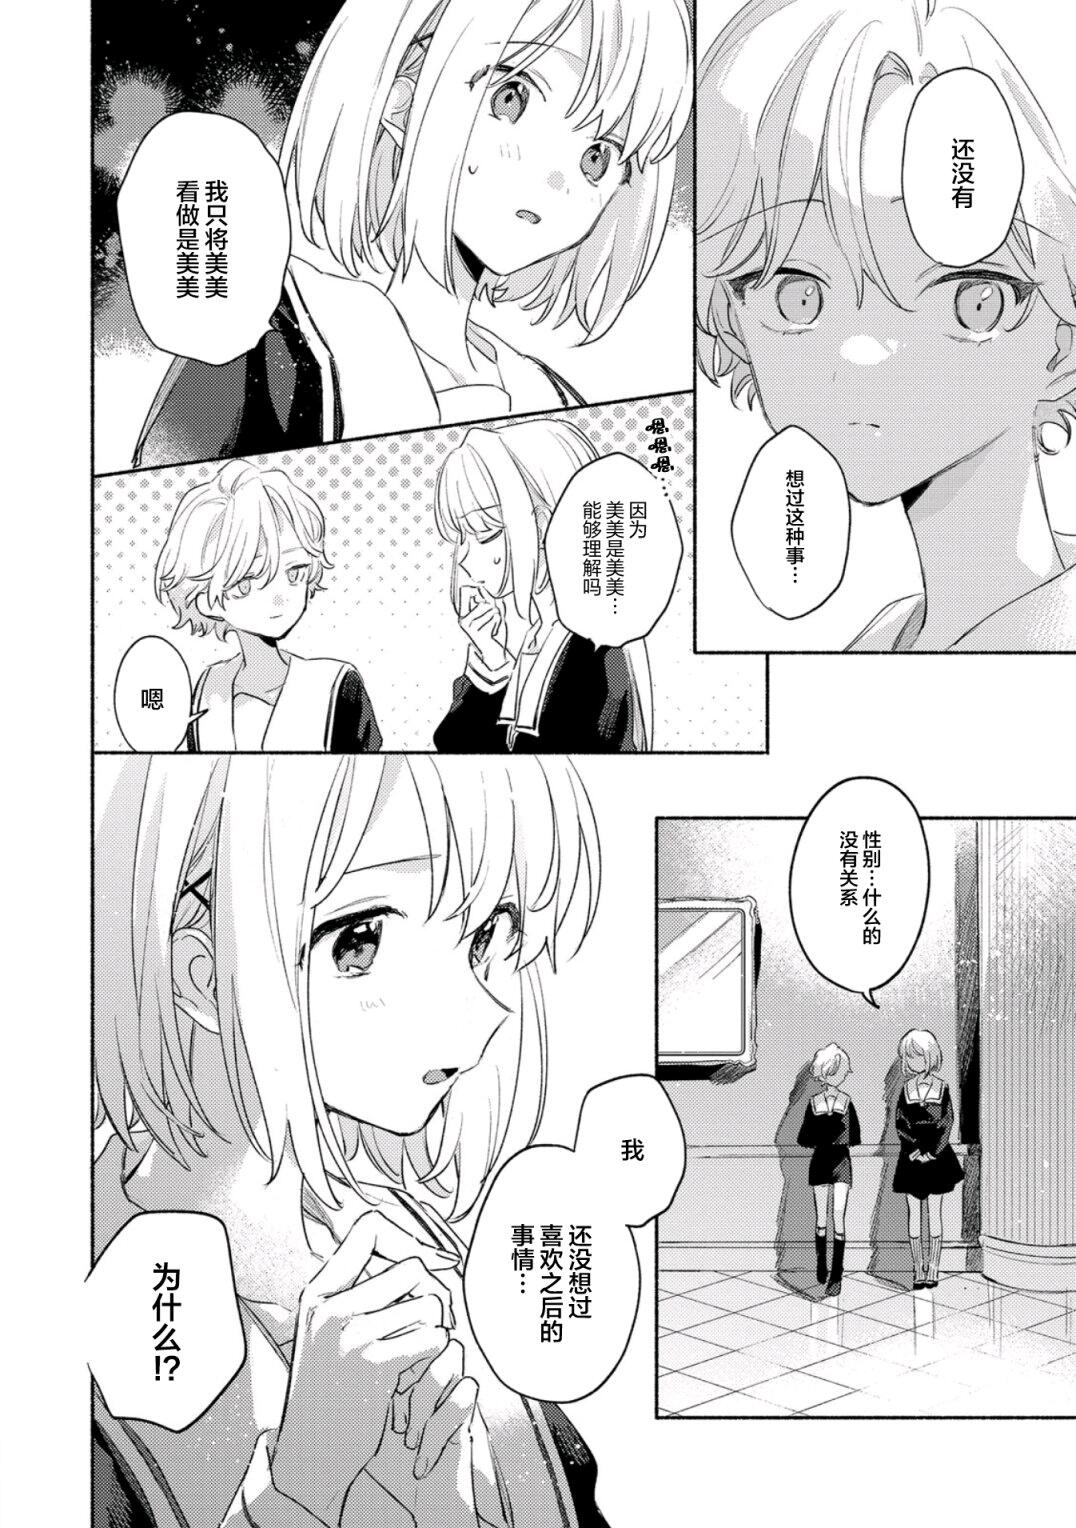 还没有
想过这种事…
我只将美美
看做是美美
嗯嗯嗯…
因为
美美是美美…
能够理解吗
嗯
性别…什么的
没有关系
我
还没想过
喜欢之后的
事情…
为什么!?